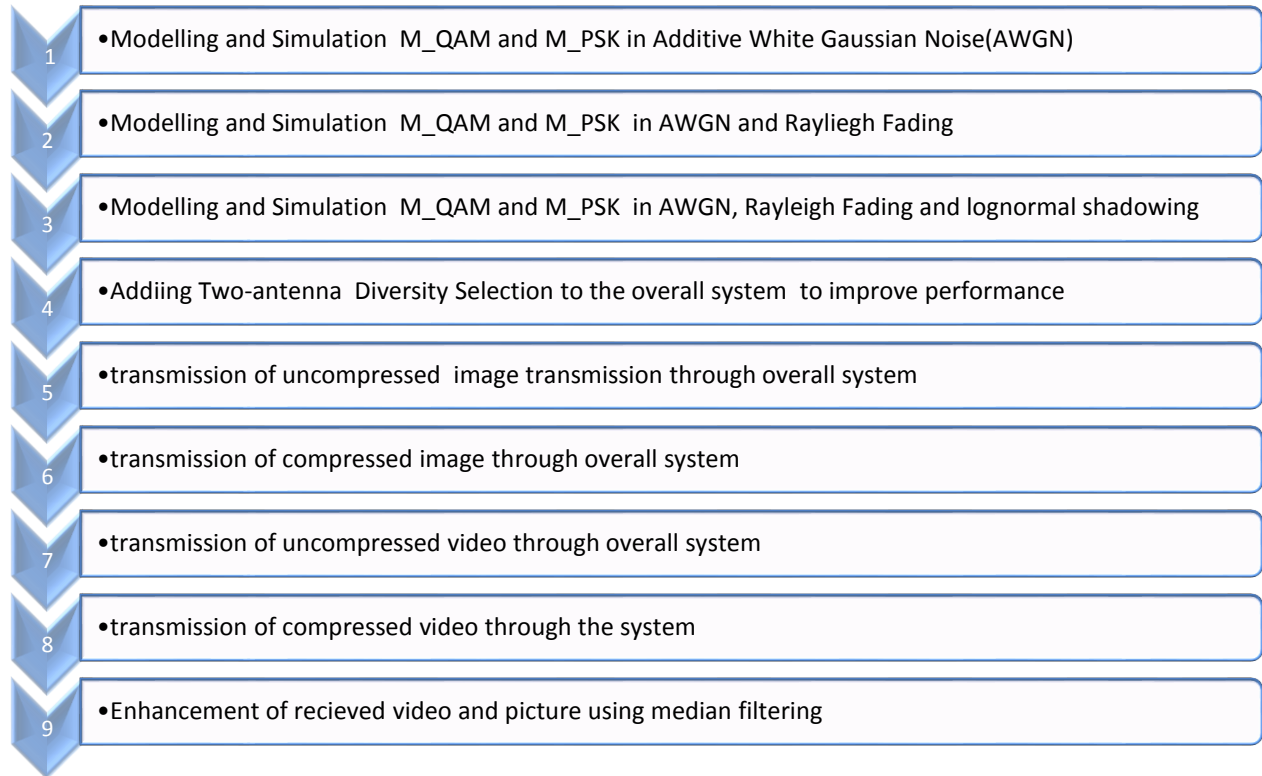 1
•Modelling and Simulation M_QAM and M_PSK in Additive White Gaussian Noise(AWGN)
2
•Modelling and Simulation M_QAM and M_PSK in AWGN and Rayliegh Fading
3
•Modelling and Simulation M_QAM and M_PSK in AWGN, Rayleigh Fading and lognormal shadowing
4
•Addiing Two-antenna Diversity Selection to the overall system to improve performance
5
•transmission of uncompressed image transmission through overall system
6
•transmission of compressed image through overall system
7
•transmission of uncompressed video through overall system
8
•transmission of compressed video through the system
9
•Enhancement of recieved video and picture using median filtering